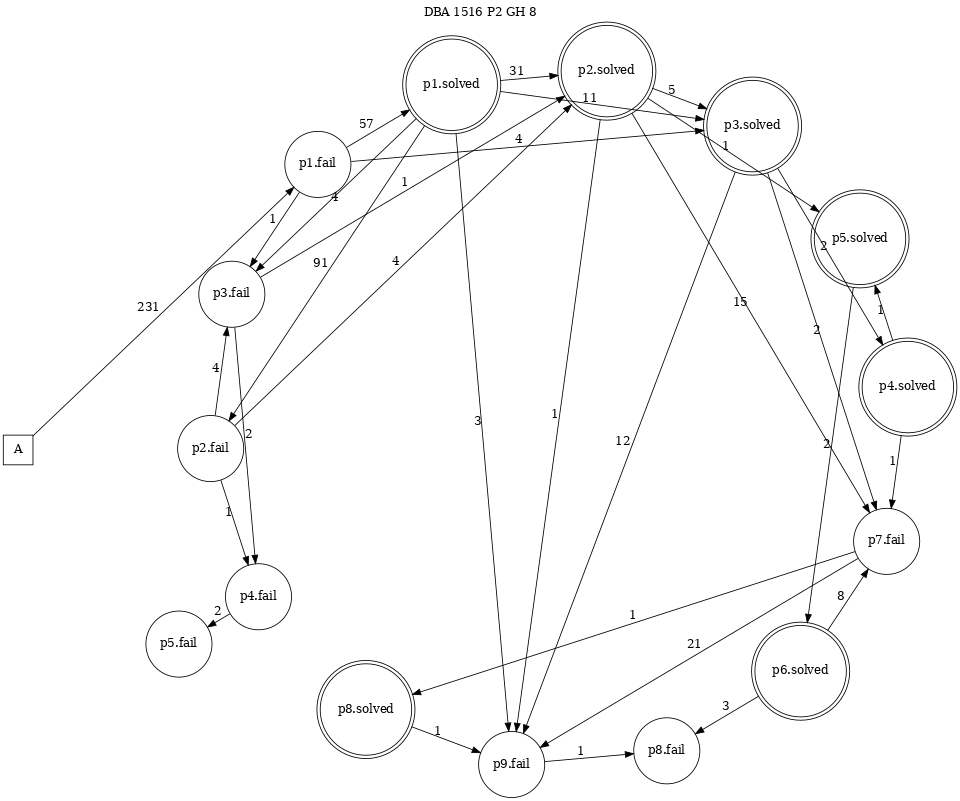 DBA 1516 P2 GH 8
p1.solved
31
p2.solved
5
11
57
p3.solved
4
1
p1.fail
1
4
1
231
91
4
p3.fail
p5.solved
2
1
4
15
2
p4.solved
A
p2.fail
2
3
1
12
2
1
1
p7.fail
p4.fail
2
1
8
p5.fail
21
p6.solved
p8.solved
3
1
p9.fail
1
p8.fail